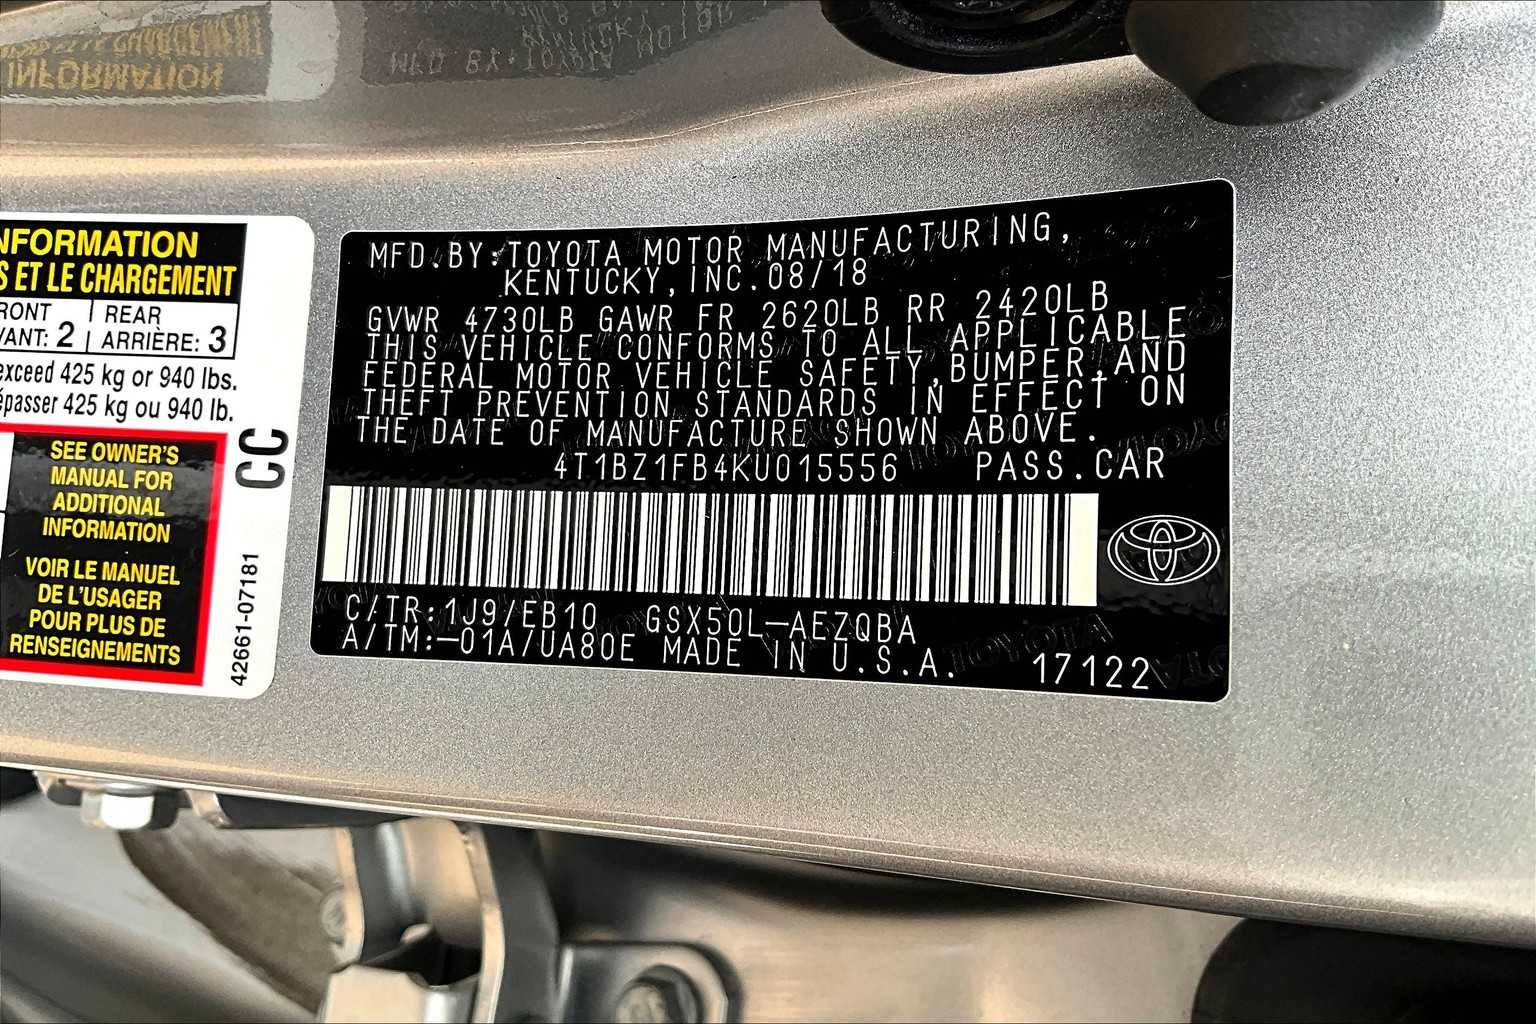 NFORMATION
S ET LE CHARGEMENT
RONT
VANT: 2
REAR
ARRIÈRE: 3
exceed 425 kg or 940 lbs.
épasser 425 kg ou 940 lb.
SEE OWNER'S
MANUAL FOR
ADDITIONAL
INFORMATION
VOIR LE MANUEL
DE L'USAGER
POUR PLUS DE
RENSEIGNEMENTS
CC
42661-07181
MFD.BY:TOYOTA MOTOR MANUFACTURING,
KENTUCKY,INC.08/18
GVWR 4730LB GAWR FR 2620LB RR 2420LB
THIS VEHICLE CONFORMS TO ALL APPLICABLE
FEDERAL MOTOR VEHICLE SAFETY,BUMPER,AND
THEFT PREVENTION STANDARDS IN EFFECT ON
THE DATE OF MANUFACTURE SHOWN ABOVE.
4T1BZ1FB4KU015556 PASS.CAR
C/TR:1J9/EB10 GSX50L-AEZQBA
A/TM:-01A/UA80E MADE IN U.S.A. 17122